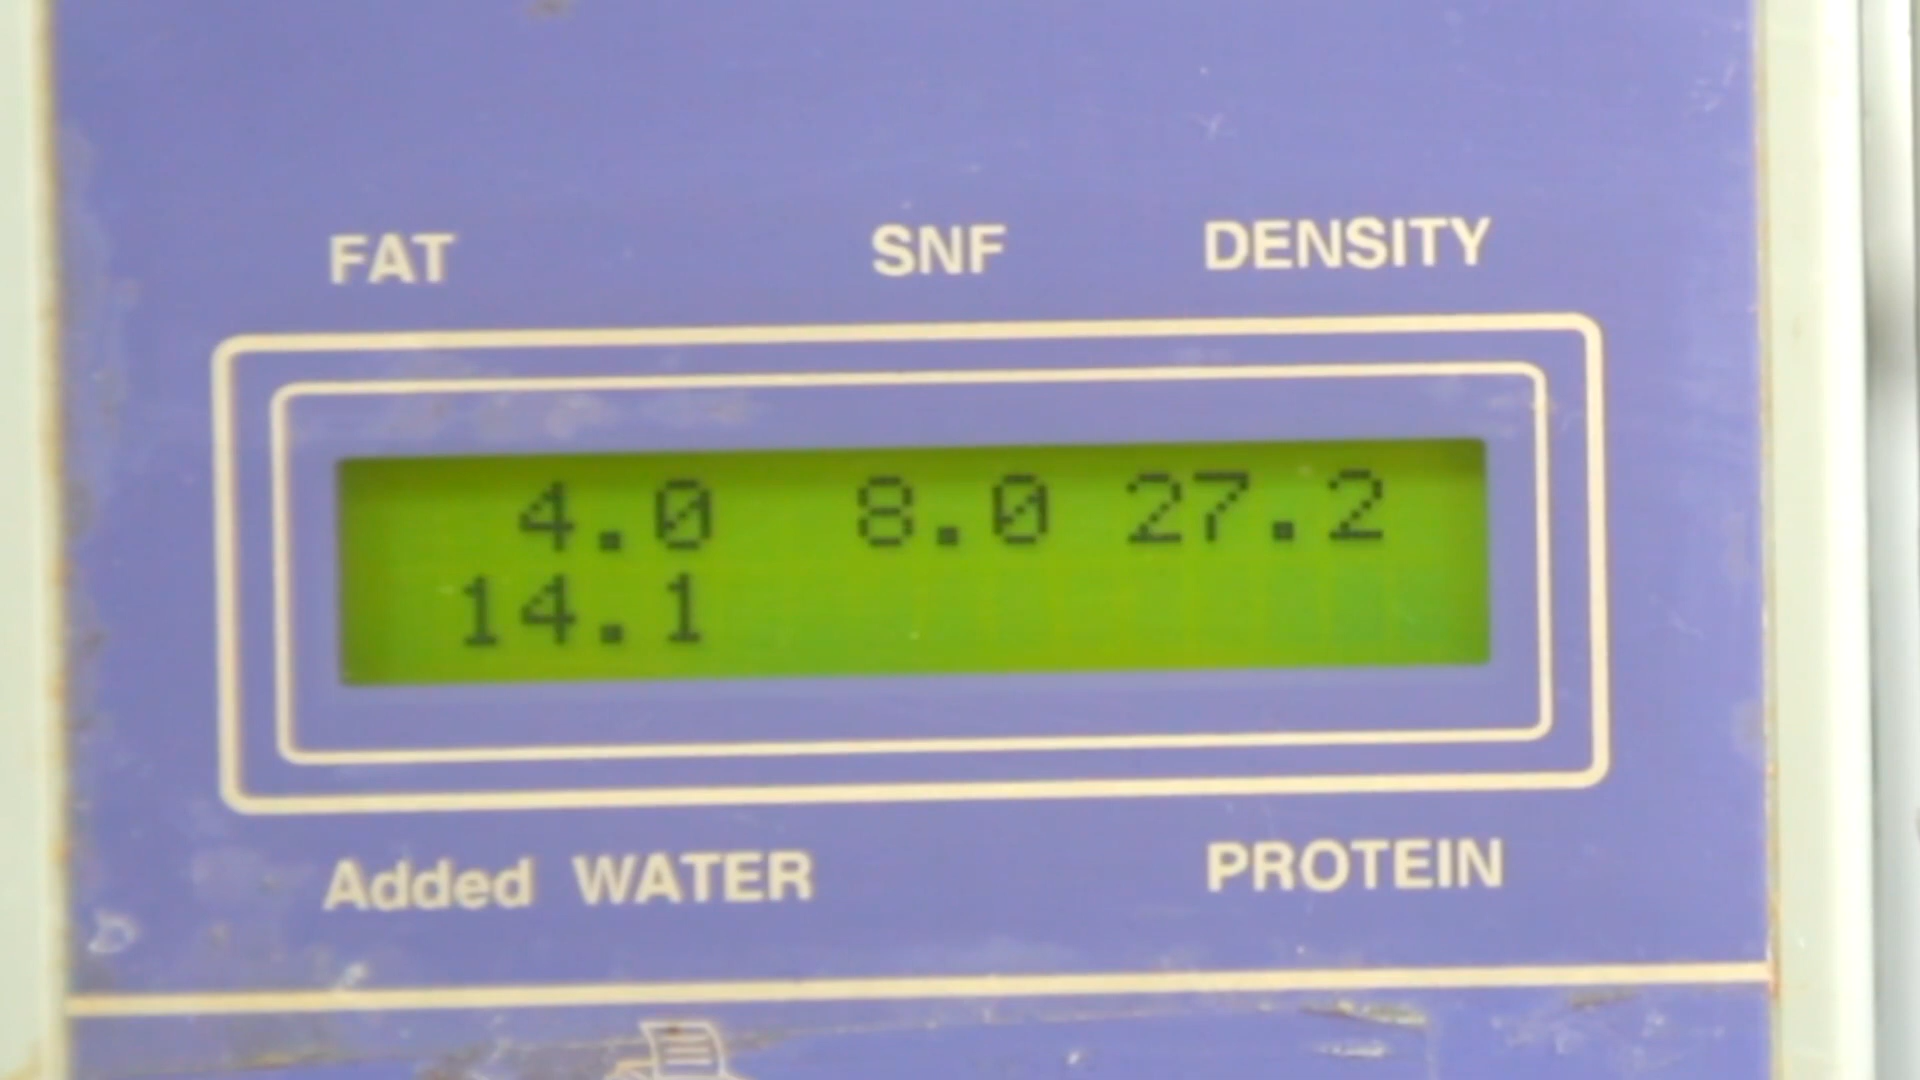 FAT SNF DENSITY
4.0 8.0 27.2
14.1
Added WATER PROTEIN